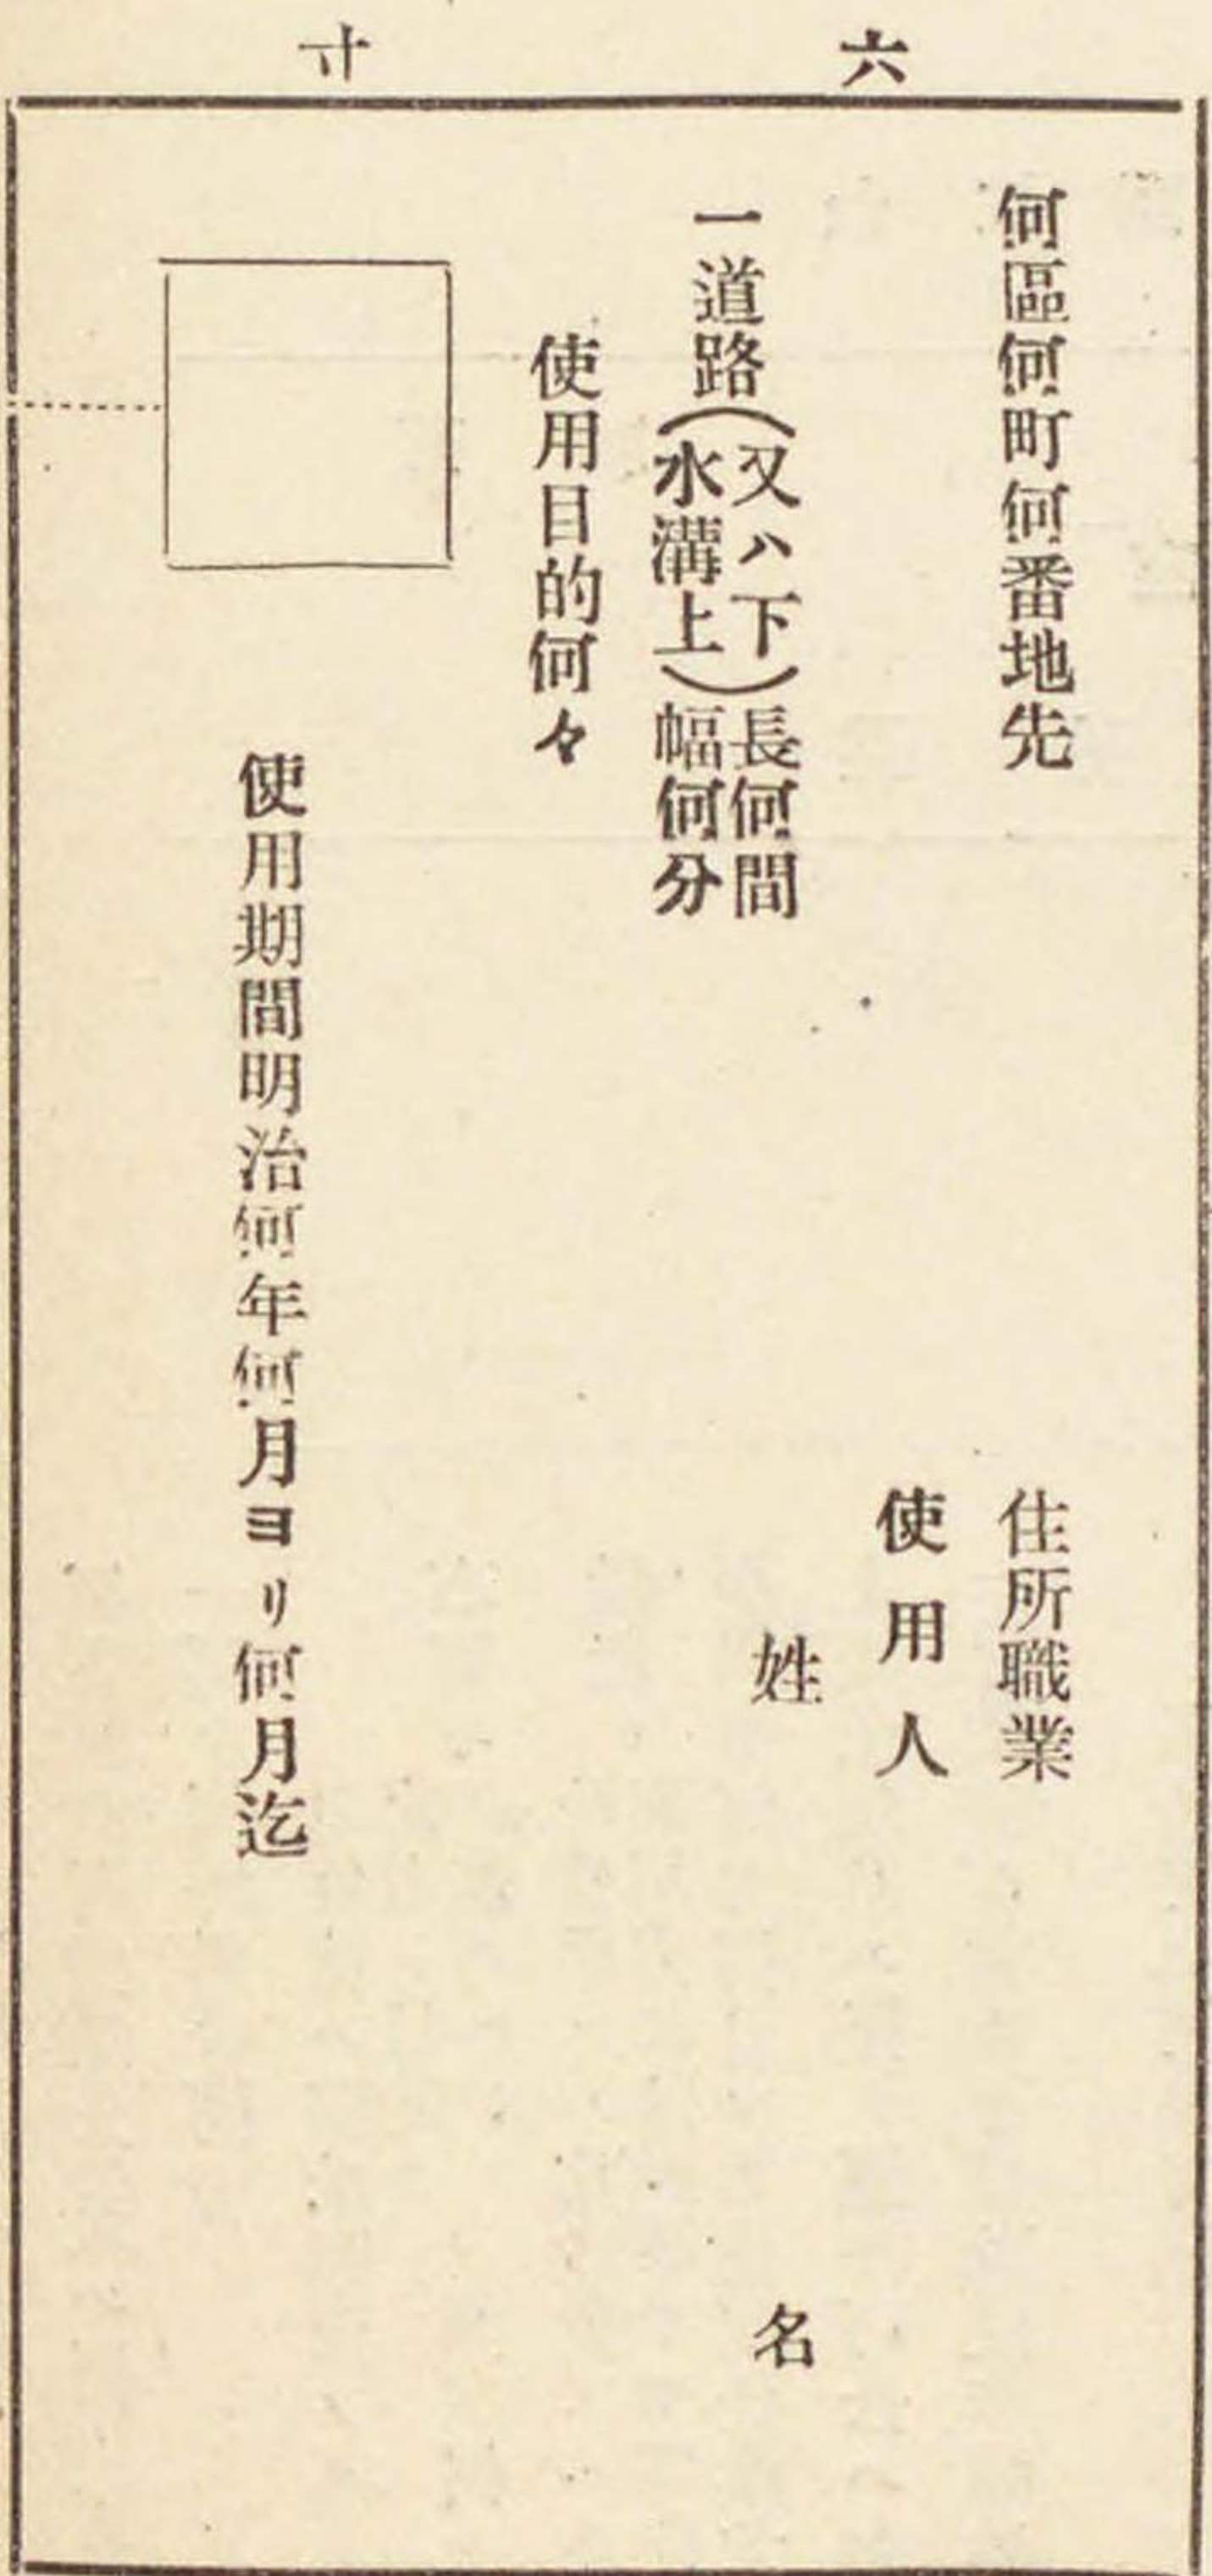 六寸
何區何町何番地先
住所職業
使用人
姓名
一道路(又ハ下水溝上)長何間幅何分
使用目的何々
使用期間明治何年何月ヨリ何月迄